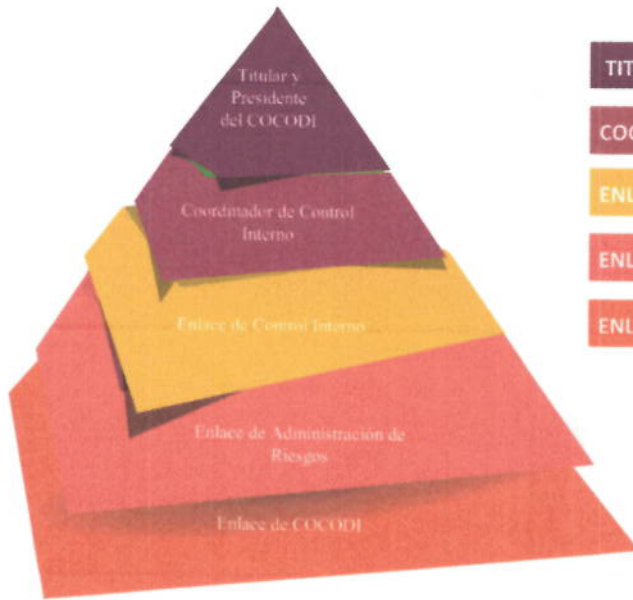 Titular y
Presidente
del COCODI
Coordinador de Control
Interno
Enlace de Control Interno
Enlace de Administración de
Riesgos
Enlace de COCODI
TIT
COO
ENL
ENL
ENL